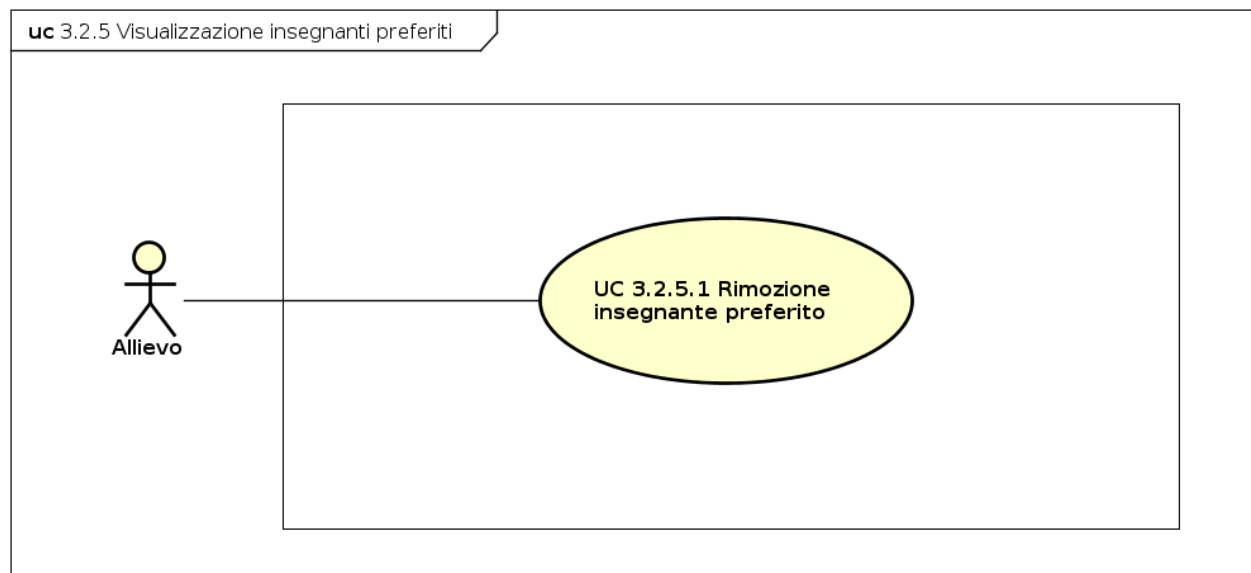 uc 3.2.5 Visualizzazione insegnanti preferiti
UC 3.2.5.1 Rimozione
insegnante preferito
Allievo